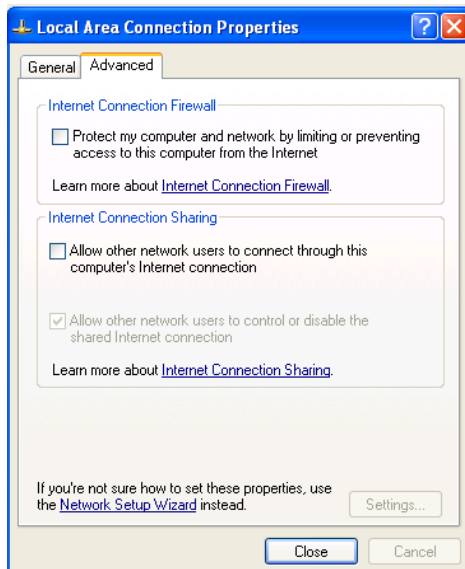 Local Area Connection Properties
General Advanced
Internet Connection Firewall
Protect my computer and network by limiting or preventing
access to this computer from the Internet
Learn more about Internet Connection Firewall.
Internet Connection Sharing
Allow other network users to connect through this
computer's Internet connection
Allow other network users to control or disable the
shared Internet connection
Learn more about Internet Connection Sharing.
If you're not sure how to set these properties, use
the Network Setup Wizard instead.
Settings...
Close Cancel